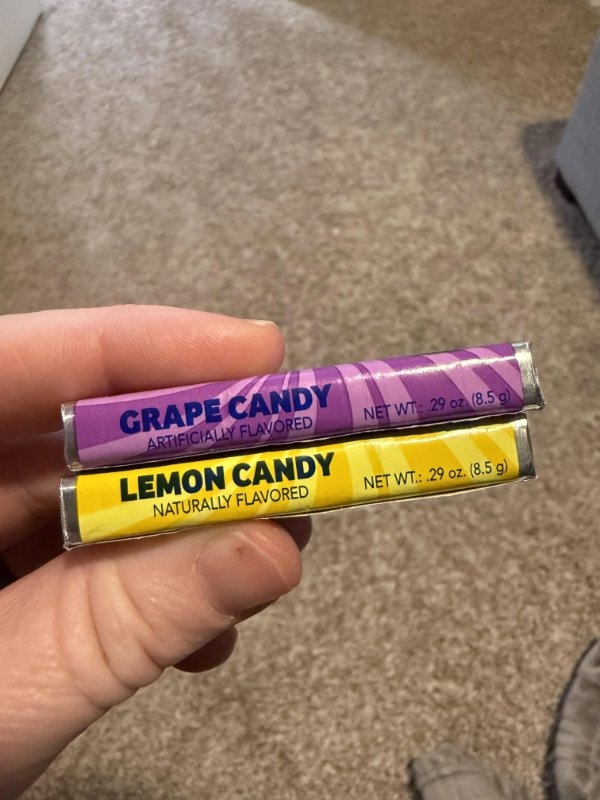 GRAPE CANDY
ARTIFICIALLY FLAVORED
NET WT.: .29 oz. (8.5 g)
LEMON CANDY
NATURALLY FLAVORED
NET WT.: .29 oz. (8.5 g)